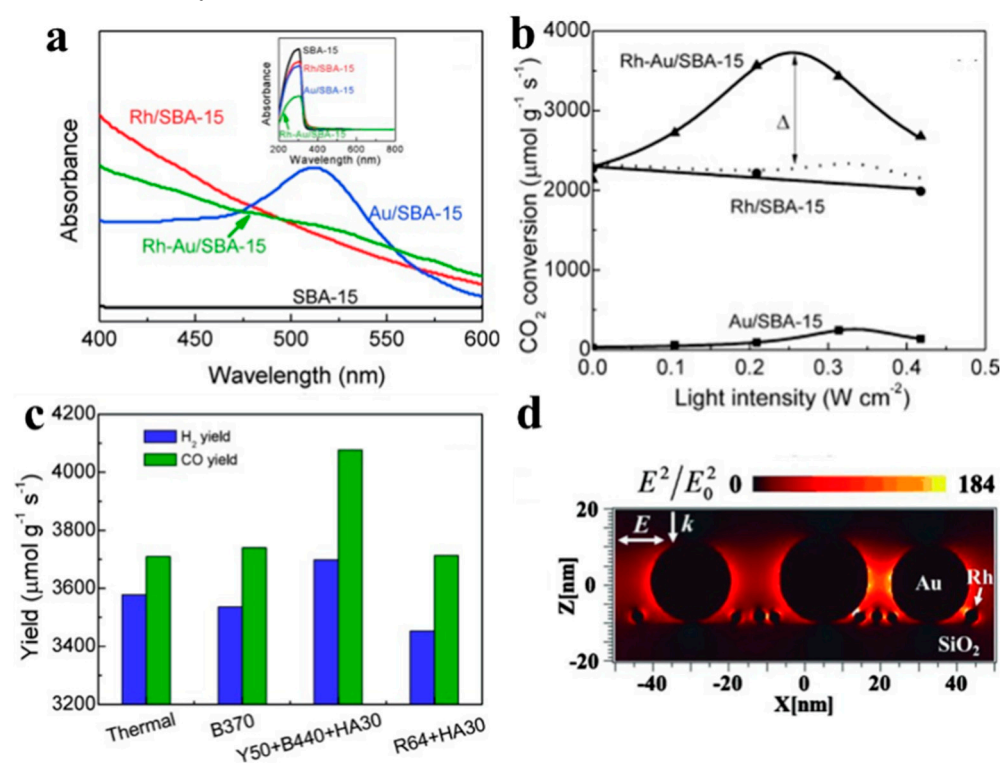 a
SBA-15
Rh/SBA-15
Au/SBA-15
Rh-Au/SBA-15
Absorbance
200 400 600 800
Wavelength (nm)
Rh/SBA-15
Au/SBA-15
Rh-Au/SBA-15
SBA-15
Absorbance
400 450 500 550 600
Wavelength (nm)
b
4000
3000
2000
1000
0
CO2 conversion (μmol g-1 s-1)
Rh-Au/SBA-15
Δ
Rh/SBA-15
Au/SBA-15
0.0 0.1 0.2 0.3 0.4 0.5
Light intensity (W cm-2)
c
4200
4000
3800
3600
3400
3200
Yield (μmol g-1 s-1)
H2 yield
CO yield
Thermal B370 Y50+B440+HA30 R64+HA30
d
E2/E02 0 184
20
0
-20
Z[nm]
E k
Au
Rh
SiO2
-40 -20 0 20 40
X[nm]